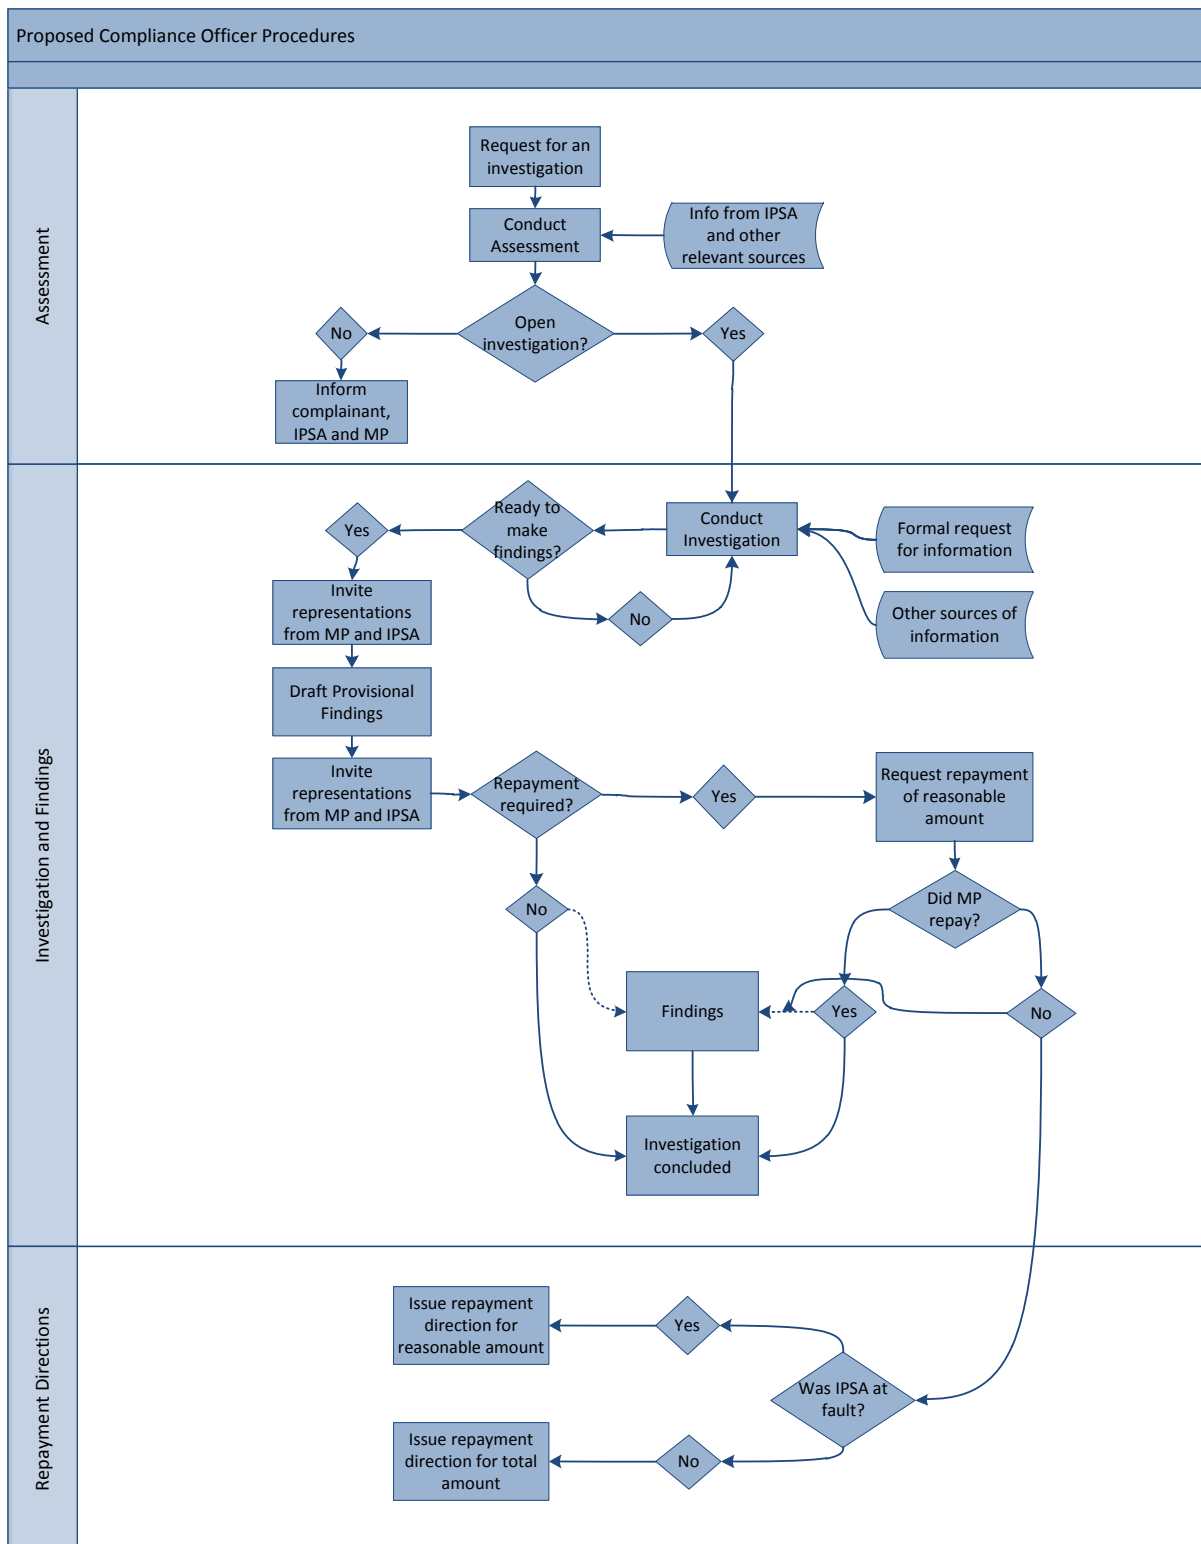 Proposed Compliance Officer Procedures
Assessment
Request for an
investigation
Conduct
Assessment
Info from IPSA
and other
relevant sources
Open
investigation?
No
Yes
Inform
complainant,
IPSA and MP
Investigation and Findings
Ready to
make
findings?
Yes
Conduct
Investigation
Formal request
for information
Invite
representations
from MP and IPSA
No
Other sources of
information
Draft Provisional
Findings
Invite
representations
from MP and IPSA
Repayment
required?
Yes
Request repayment
of reasonable
amount
No
Did MP
repay?
Findings
Yes
No
Investigation
concluded
Repayment Directions
Issue repayment
direction for
reasonable amount
Yes
Was IPSA at
fault?
Issue repayment
direction for total
amount
No